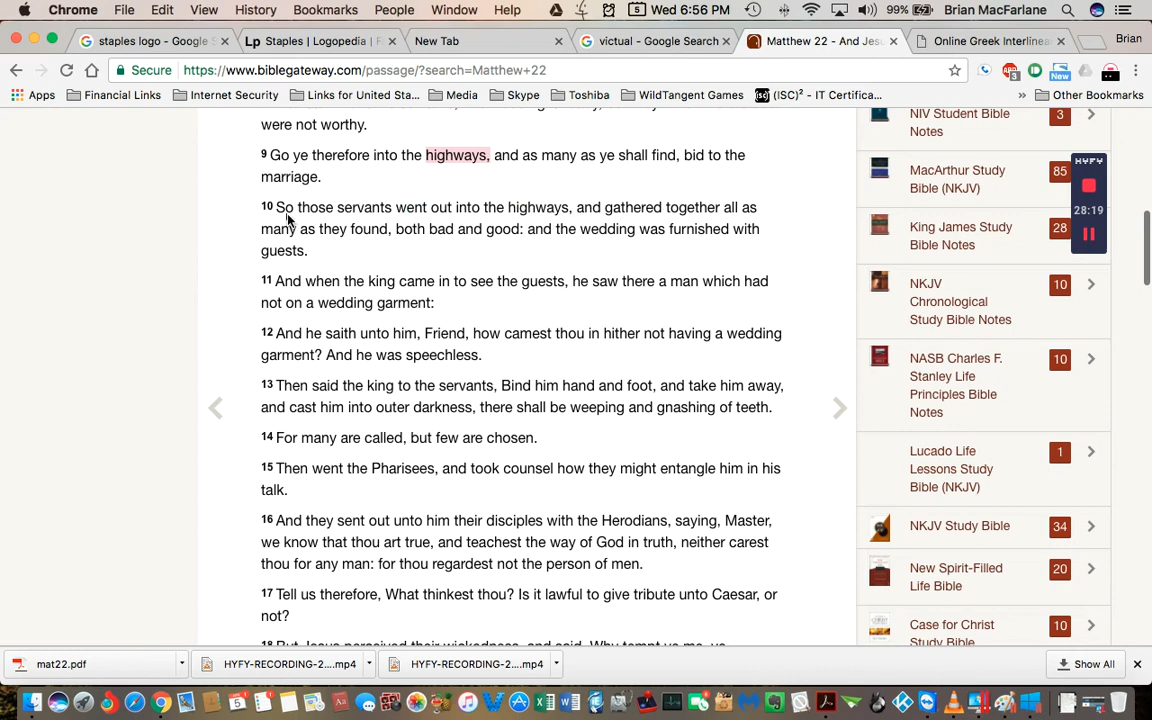 Chrome File Edit View History Bookmarks People Window Help Wed 6:56 PM 99% Brian MacFarlane
staples logo - Google S Staples | Logopedia | F New Tab victual - Google Search Matthew 22 - And Jesu Online Greek Interlinea Brian
Secure https://www.biblegateway.com/passage/?search=Matthew+22
Apps Financial Links Internet Security Links for United Sta... Media Skype Toshiba WildTangent Games (ISC)² - IT Certifica... » Other Bookmarks
were not worthy.
9 Go ye therefore into the highways, and as many as ye shall find, bid to the
marriage.
10 So those servants went out into the highways, and gathered together all as
many as they found, both bad and good: and the wedding was furnished with
guests.
11 And when the king came in to see the guests, he saw there a man which had
not on a wedding garment:
12 And he saith unto him, Friend, how camest thou in hither not having a wedding
garment? And he was speechless.
13 Then said the king to the servants, Bind him hand and foot, and take him away,
and cast him into outer darkness, there shall be weeping and gnashing of teeth.
14 For many are called, but few are chosen.
15 Then went the Pharisees, and took counsel how they might entangle him in his
talk.
16 And they sent out unto him their disciples with the Herodians, saying, Master,
we know that thou art true, and teachest the way of God in truth, neither carest
thou for any man: for thou regardest not the person of men.
17 Tell us therefore, What thinkest thou? Is it lawful to give tribute unto Caesar, or
not?
18 But Jesus perceived their wickedness, and said, Why tempt ye me, ye
NIV Student Bible 3
Notes
MacArthur Study 85
Bible (NKJV)
King James Study 28
Bible Notes
NKJV 10
Chronological
Study Bible Notes
NASB Charles F. 10
Stanley Life
Principles Bible
Notes
Lucado Life 1
Lessons Study
Bible (NKJV)
NKJV Study Bible 34
New Spirit-Filled 20
Life Bible
Case for Christ 10
Study Bible
HYFY
28:19
mat22.pdf HYFY-RECORDING-2....mp4 HYFY-RECORDING-2....mp4 Show All